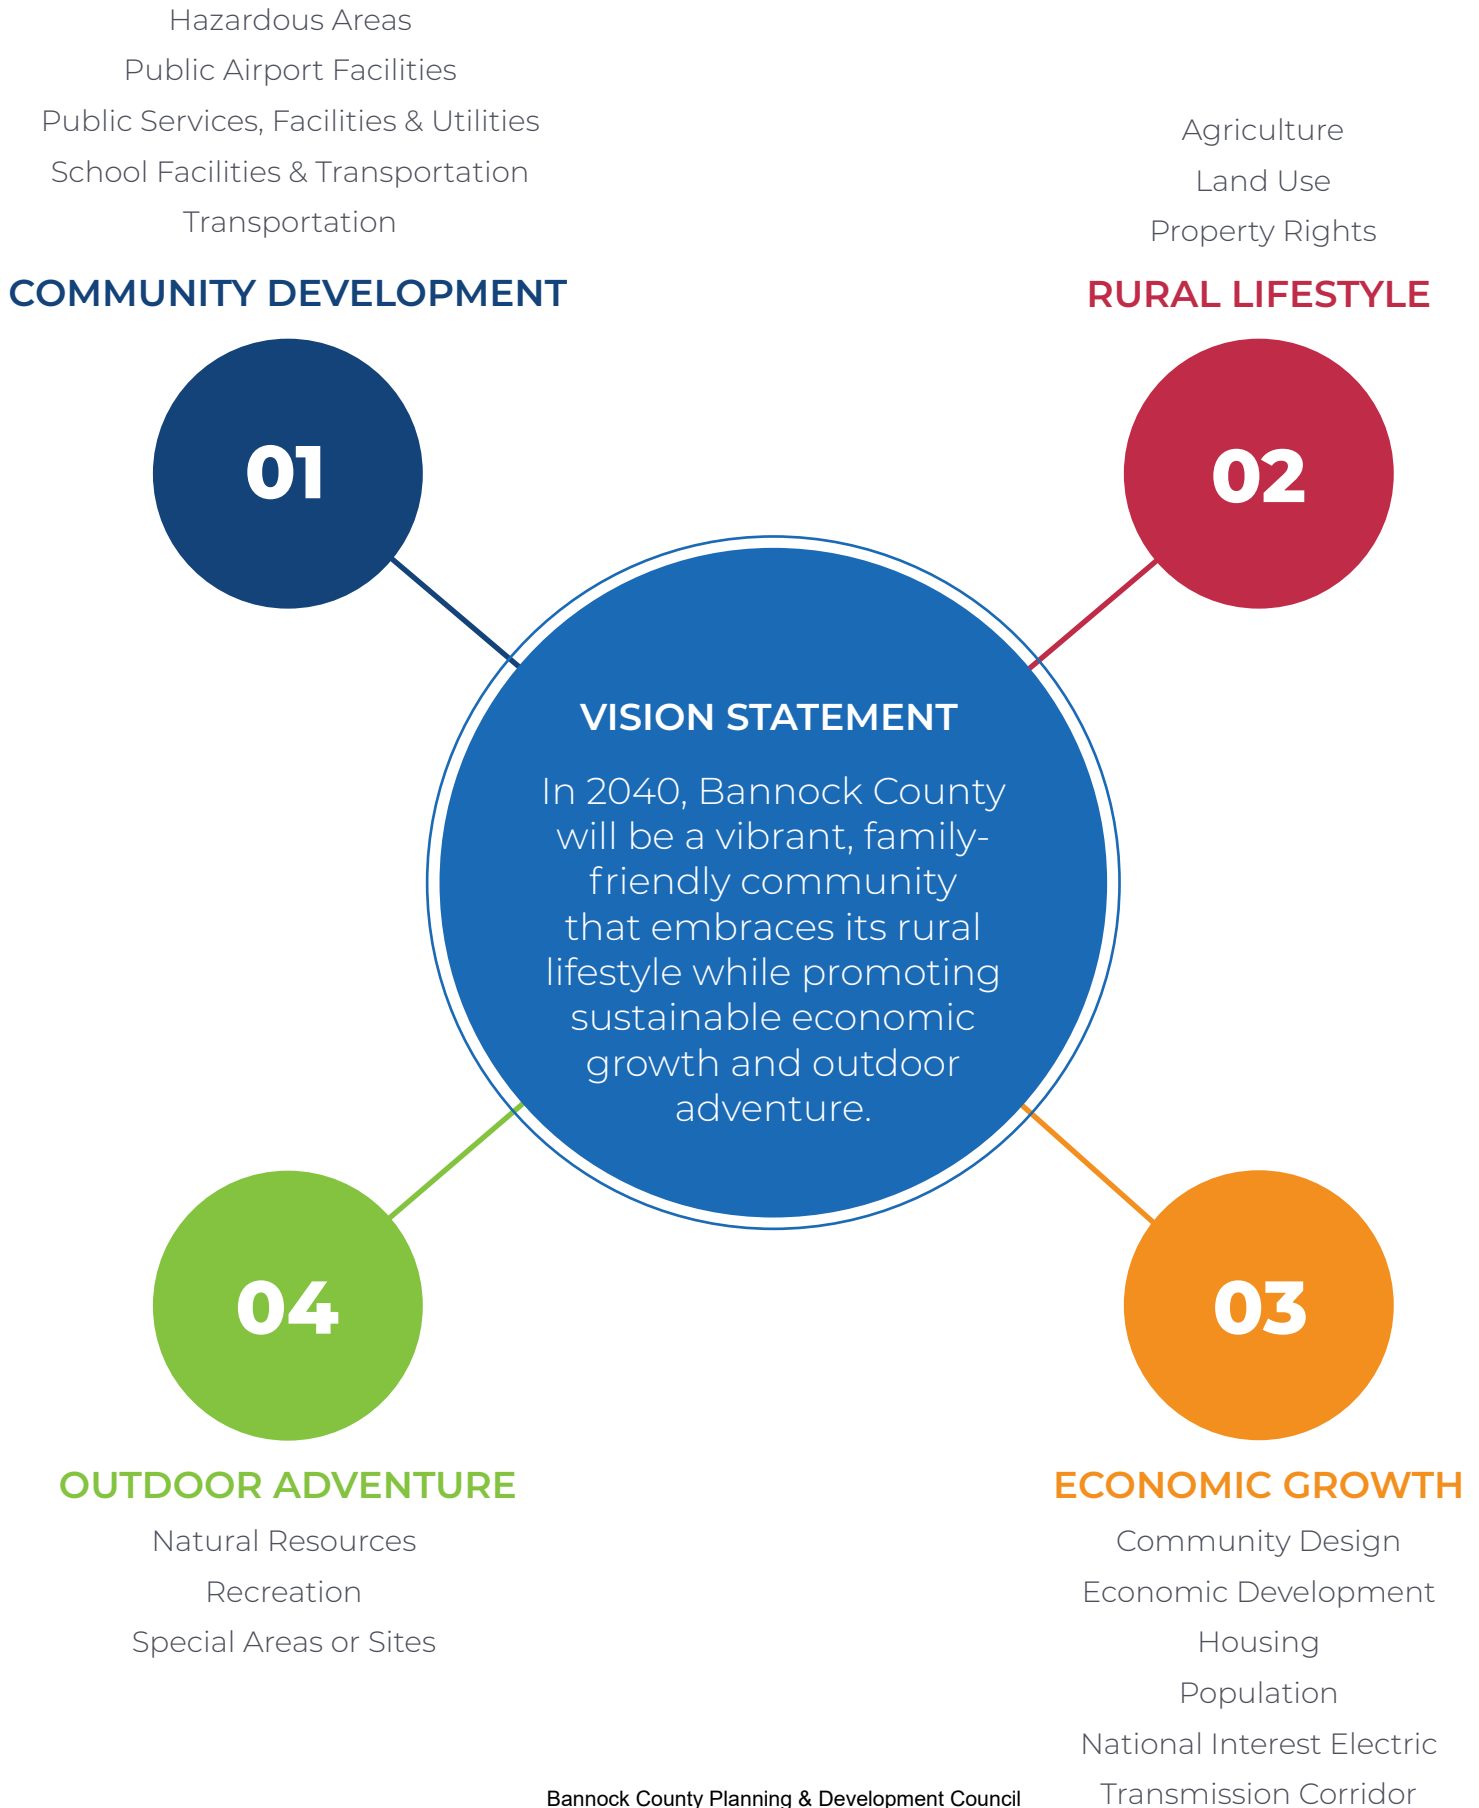 Hazardous Areas
Public Airport Facilities
Public Services, Facilities & Utilities
School Facilities & Transportation
Transportation
COMMUNITY DEVELOPMENT
01
Agriculture
Land Use
Property Rights
RURAL LIFESTYLE
02
VISION STATEMENT
In 2040, Bannock County
will be a vibrant, family-
friendly community
that embraces its rural
lifestyle while promoting
sustainable economic
growth and outdoor
adventure.
04
OUTDOOR ADVENTURE
Natural Resources
Recreation
Special Areas or Sites
03
ECONOMIC GROWTH
Community Design
Economic Development
Housing
Population
National Interest Electric
Transmission Corridor
Bannock County Planning & Development Council